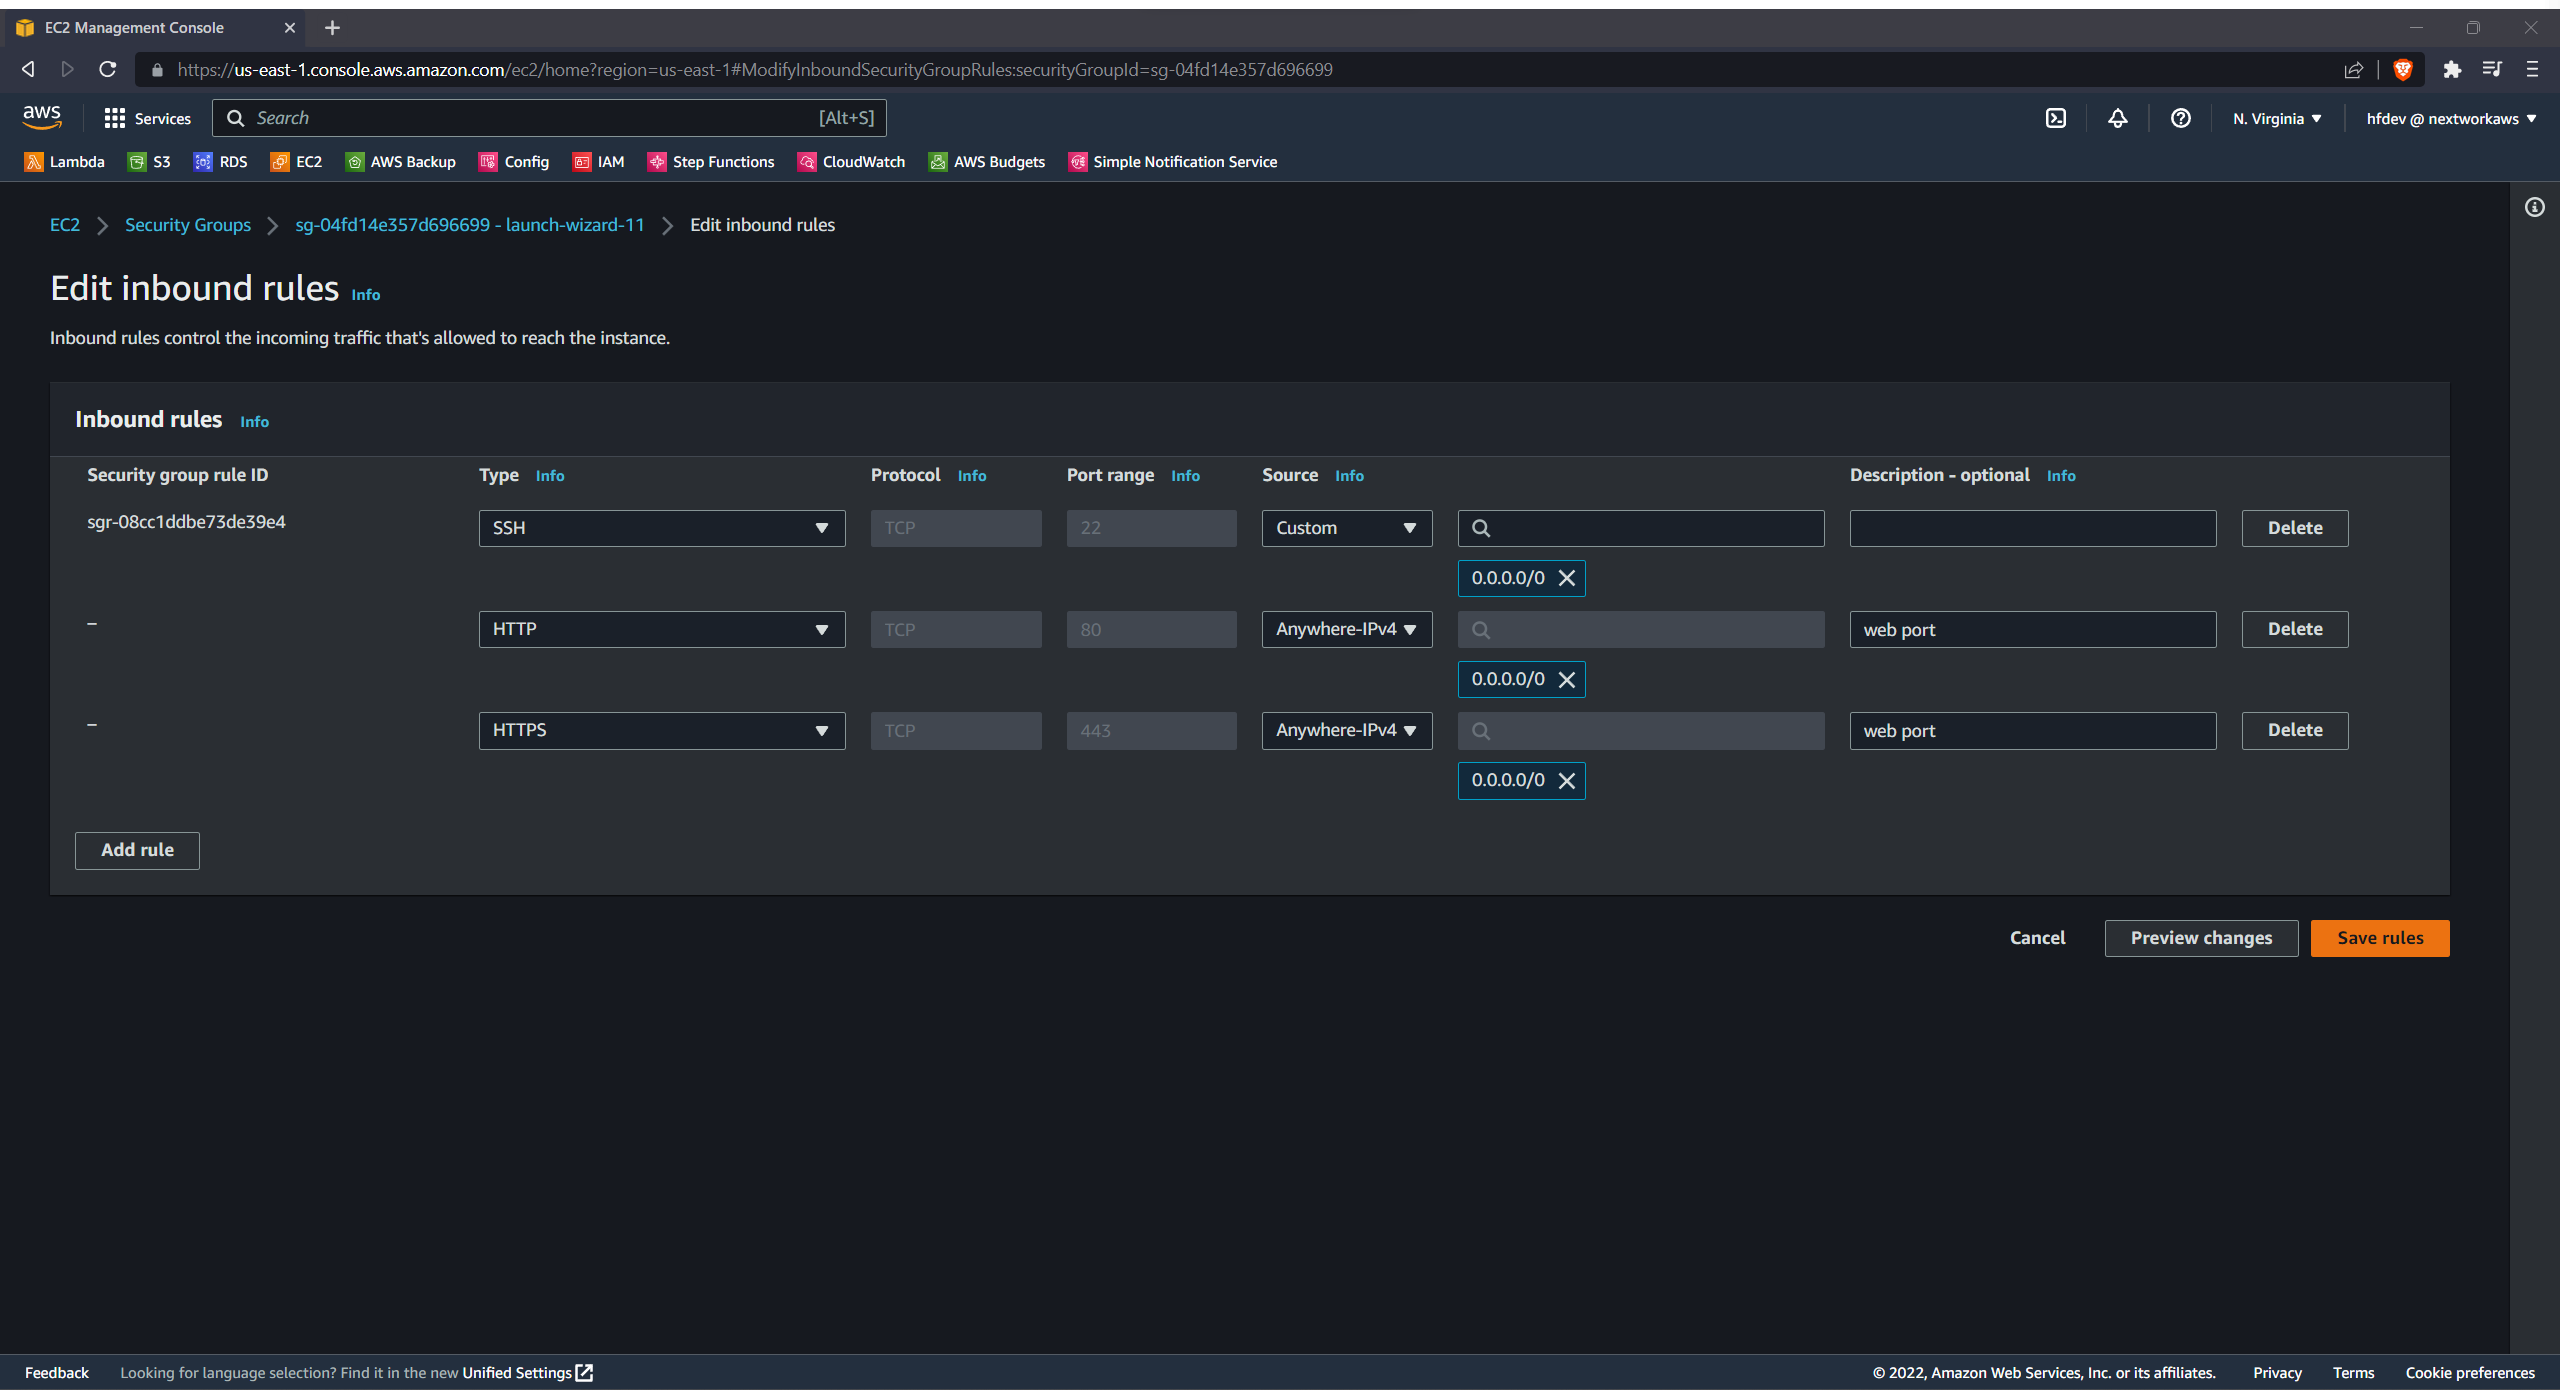 EC2 Management Console
https://us-east-1.console.aws.amazon.com/ec2/home?region=us-east-1#ModifyInboundSecurityGroupRules:securityGroupId=sg-04fd14e357d696699
aws Services Search [Alt+S] N. Virginia hfdev @ nextworkaws
Lambda S3 RDS EC2 AWS Backup Config IAM Step Functions CloudWatch AWS Budgets Simple Notification Service
EC2 Security Groups sg-04fd14e357d696699 - launch-wizard-11 Edit inbound rules
Edit inbound rules Info
Inbound rules control the incoming traffic that's allowed to reach the instance.
Inbound rules Info
Security group rule ID Type Info Protocol Info Port range Info Source Info Description - optional Info
sgr-08cc1ddbe73de39e4 SSH TCP 22 Custom Delete
0.0.0.0/0
– HTTP TCP 80 Anywhere-IPv4 web port Delete
0.0.0.0/0
– HTTPS TCP 443 Anywhere-IPv4 web port Delete
0.0.0.0/0
Add rule
Cancel Preview changes Save rules
Feedback Looking for language selection? Find it in the new Unified Settings © 2022, Amazon Web Services, Inc. or its affiliates. Privacy Terms Cookie preferences